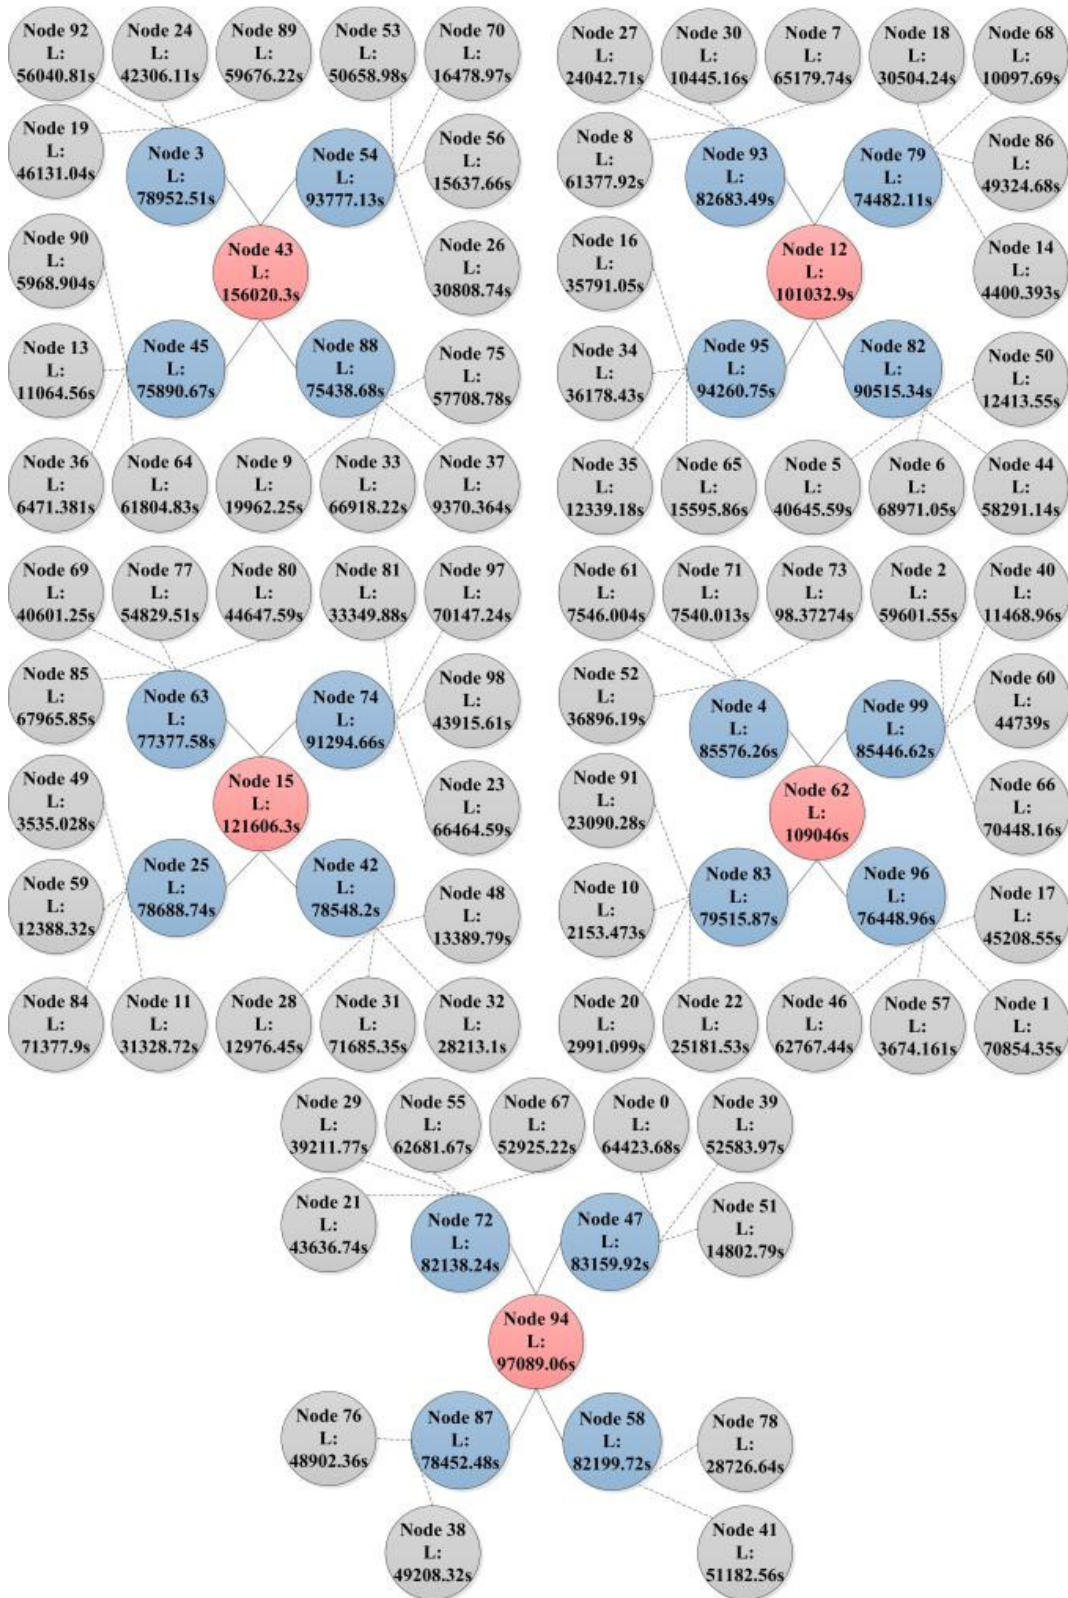 Node 92
L:
56040.81s
Node 24
L:
42306.11s
Node 89
L:
59676.22s
Node 53
L:
50658.98s
Node 70
L:
16478.97s
Node 19
L:
46131.04s
Node 3
L:
78952.51s
Node 54
L:
93777.13s
Node 56
L:
15637.66s
Node 90
L:
5968.904s
Node 43
L:
156020.3s
Node 26
L:
30808.74s
Node 13
L:
11064.56s
Node 45
L:
75890.67s
Node 88
L:
75438.68s
Node 75
L:
57708.78s
Node 36
L:
6471.381s
Node 64
L:
61804.83s
Node 9
L:
19962.25s
Node 33
L:
66918.22s
Node 37
L:
9370.364s
Node 27
L:
24042.71s
Node 30
L:
10445.16s
Node 7
L:
65179.74s
Node 18
L:
30504.24s
Node 68
L:
10097.69s
Node 8
L:
61377.92s
Node 93
L:
82683.49s
Node 79
L:
74482.11s
Node 86
L:
49324.68s
Node 16
L:
35791.05s
Node 12
L:
101032.9s
Node 14
L:
4400.393s
Node 34
L:
36178.43s
Node 95
L:
94260.75s
Node 82
L:
90515.34s
Node 50
L:
12413.55s
Node 35
L:
12339.18s
Node 65
L:
15595.86s
Node 5
L:
40645.59s
Node 6
L:
68971.05s
Node 44
L:
58291.14s
Node 69
L:
40601.25s
Node 77
L:
54829.51s
Node 80
L:
44647.59s
Node 81
L:
33349.88s
Node 97
L:
70147.24s
Node 85
L:
67965.85s
Node 63
L:
77377.58s
Node 74
L:
91294.66s
Node 98
L:
43915.61s
Node 49
L:
3535.028s
Node 15
L:
121606.3s
Node 23
L:
66464.59s
Node 59
L:
12388.32s
Node 25
L:
78688.74s
Node 42
L:
78548.2s
Node 48
L:
13389.79s
Node 84
L:
71377.9s
Node 11
L:
31328.72s
Node 28
L:
12976.45s
Node 31
L:
71685.35s
Node 32
L:
28213.1s
Node 61
L:
7546.004s
Node 71
L:
7540.013s
Node 73
L:
98.37274s
Node 2
L:
59601.55s
Node 40
L:
11468.96s
Node 52
L:
36896.19s
Node 4
L:
85576.26s
Node 99
L:
85446.62s
Node 60
L:
44739s
Node 91
L:
23090.28s
Node 62
L:
109046s
Node 66
L:
70448.16s
Node 10
L:
2153.473s
Node 83
L:
79515.87s
Node 96
L:
76448.96s
Node 17
L:
45208.55s
Node 20
L:
2991.099s
Node 22
L:
25181.53s
Node 46
L:
62767.44s
Node 57
L:
3674.161s
Node 1
L:
70854.35s
Node 29
L:
39211.77s
Node 55
L:
62681.67s
Node 67
L:
52925.22s
Node 0
L:
64423.68s
Node 39
L:
52583.97s
Node 21
L:
43636.74s
Node 72
L:
82138.24s
Node 47
L:
83159.92s
Node 51
L:
14802.79s
Node 94
L:
97089.06s
Node 76
L:
48902.36s
Node 87
L:
78452.48s
Node 58
L:
82199.72s
Node 78
L:
28726.64s
Node 38
L:
49208.32s
Node 41
L:
51182.56s